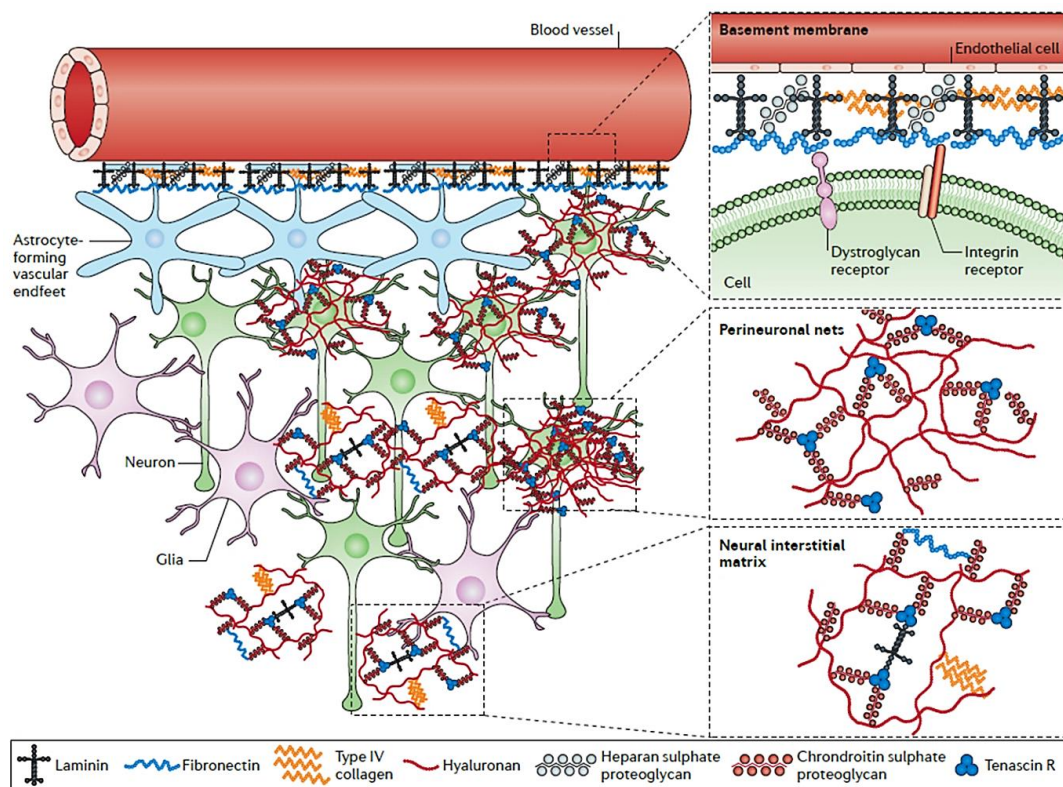 Blood vessel
Basement membrane
Endothelial cell
Astrocyte-
forming
vascular
endfeet
Dystroglycan
receptor
Integrin
receptor
Cell
Perineuronal nets
Neuron
Glia
Neural interstitial
matrix
Laminin
Fibronectin
Type IV
collagen
Hyaluronan
Heparan sulphate
proteoglycan
Chrondroitin sulphate
proteoglycan
Tenascin R